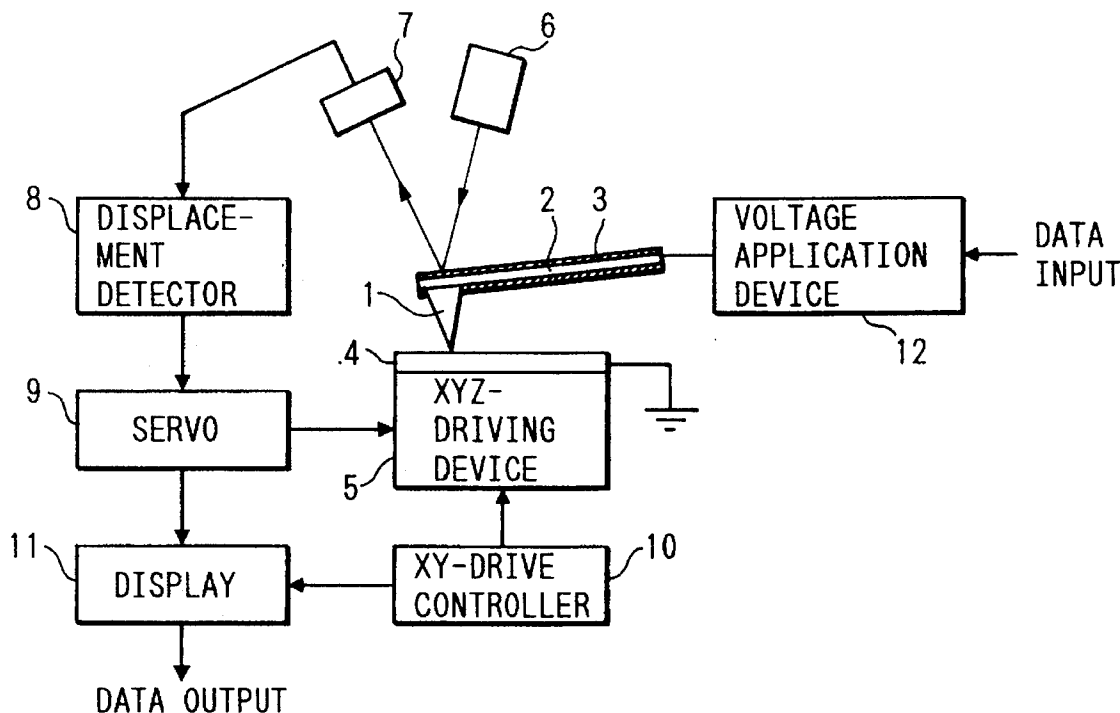 7
6
8
DISPLACE-
MENT
DETECTOR
2
3
VOLTAGE
APPLICATION
DEVICE
12
DATA
INPUT
1
.4
9
SERVO
XYZ-
DRIVING
DEVICE
5
11
DISPLAY
XY-DRIVE
CONTROLLER
10
DATA OUTPUT